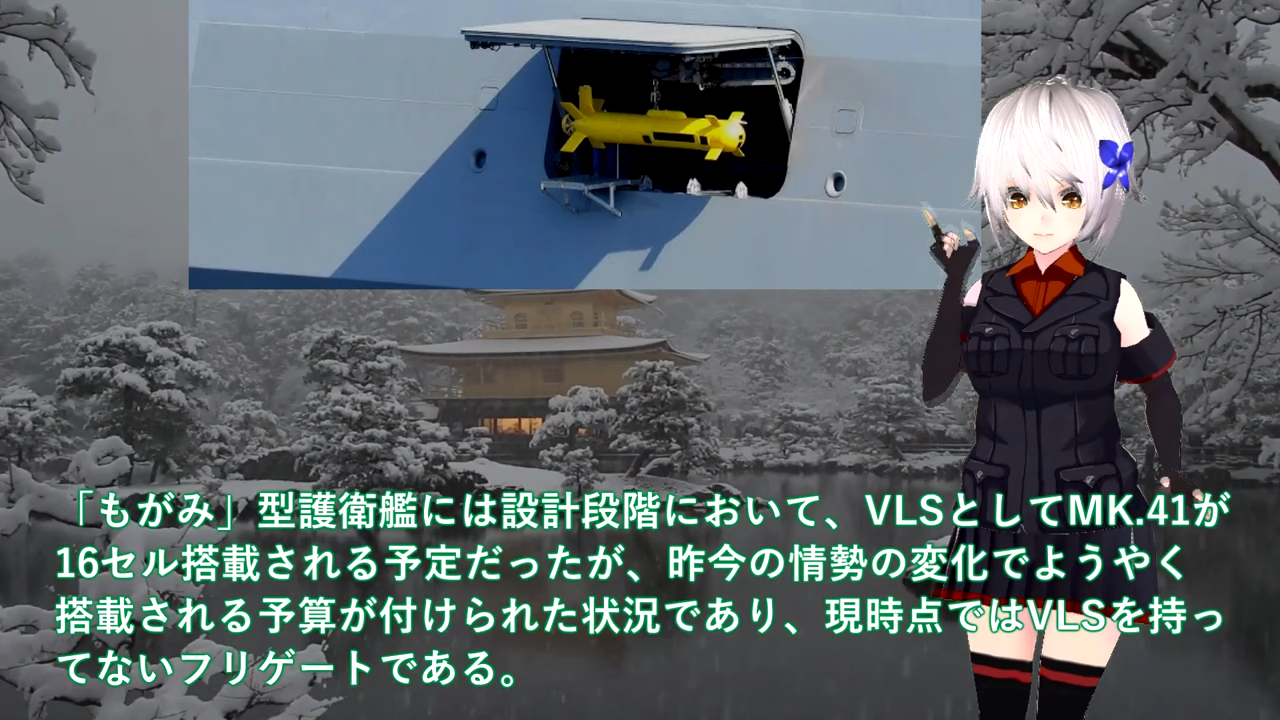 「もがみ」型護衛艦には設計段階において、VLSとしてMK.41が
16セル搭載される予定だったが、昨今の情勢の変化でようやく
搭載される予算が付けられた状況であり、現時点ではVLSを持っ
てないフリゲートである。